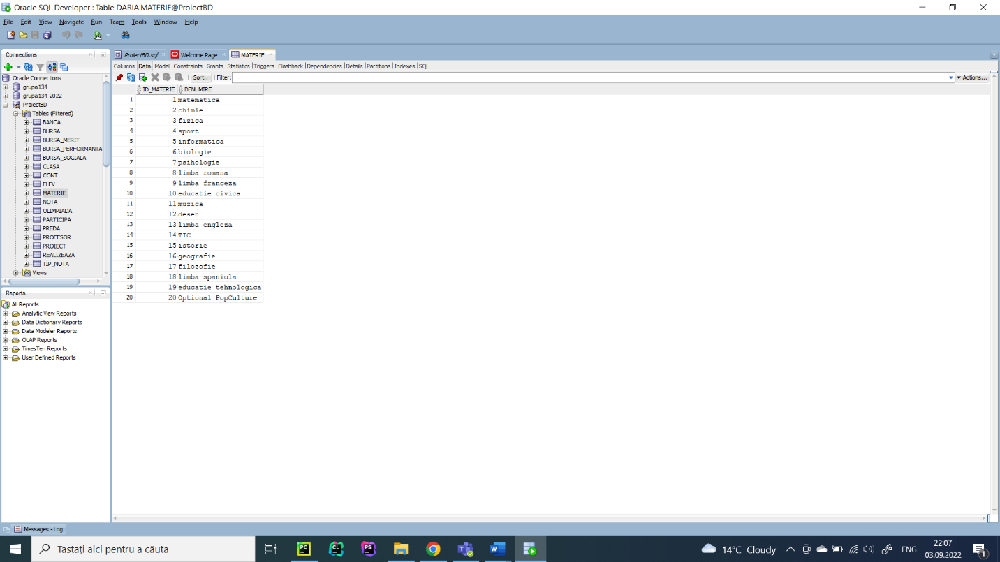 Oracle SQL Developer : Table DARIA.MATERIE@ProiectBD
File Edit View Navigate Run Team Tools Window Help
Connections
Oracle Connections
grupa134
grupa134-2022
ProiectBD
Tables (Filtered)
BANCA
BURSA
BURSA_MERIT
BURSA_PERFORMANTA
BURSA_SOCIALA
CLASA
CONT
ELEV
MATERIE
NOTA
OLIMPIADA
PARTICIPA
PREDA
PROFESOR
PROIECT
REALIZEAZA
TIP_NOTA
Views
Reports
All Reports
Analytic View Reports
Data Dictionary Reports
Data Modeler Reports
OLAP Reports
TimesTen Reports
User Defined Reports
ProiectBD.sql Welcome Page MATERIE
Columns Data Model Constraints Grants Statistics Triggers Flashback Dependencies Details Partitions Indexes SQL
Sort.. Filter: Actions...
ID_MATERIE DENUMIRE
1 1 matematica
2 2 chimie
3 3 fizica
4 4 sport
5 5 informatica
6 6 biologie
7 7 psihologie
8 8 limba romana
9 9 limba franceza
10 10 educatie civica
11 11 muzica
12 12 desen
13 13 limba engleza
14 14 TIC
15 15 istorie
16 16 geografie
17 17 filozofie
18 18 limba spaniola
19 19 educatie tehnologica
20 20 Optional PopCulture
Messages - Log
Tastați aici pentru a căuta
PC
CL
PS
W
14°C Cloudy
ENG
22:07
03.09.2022
1